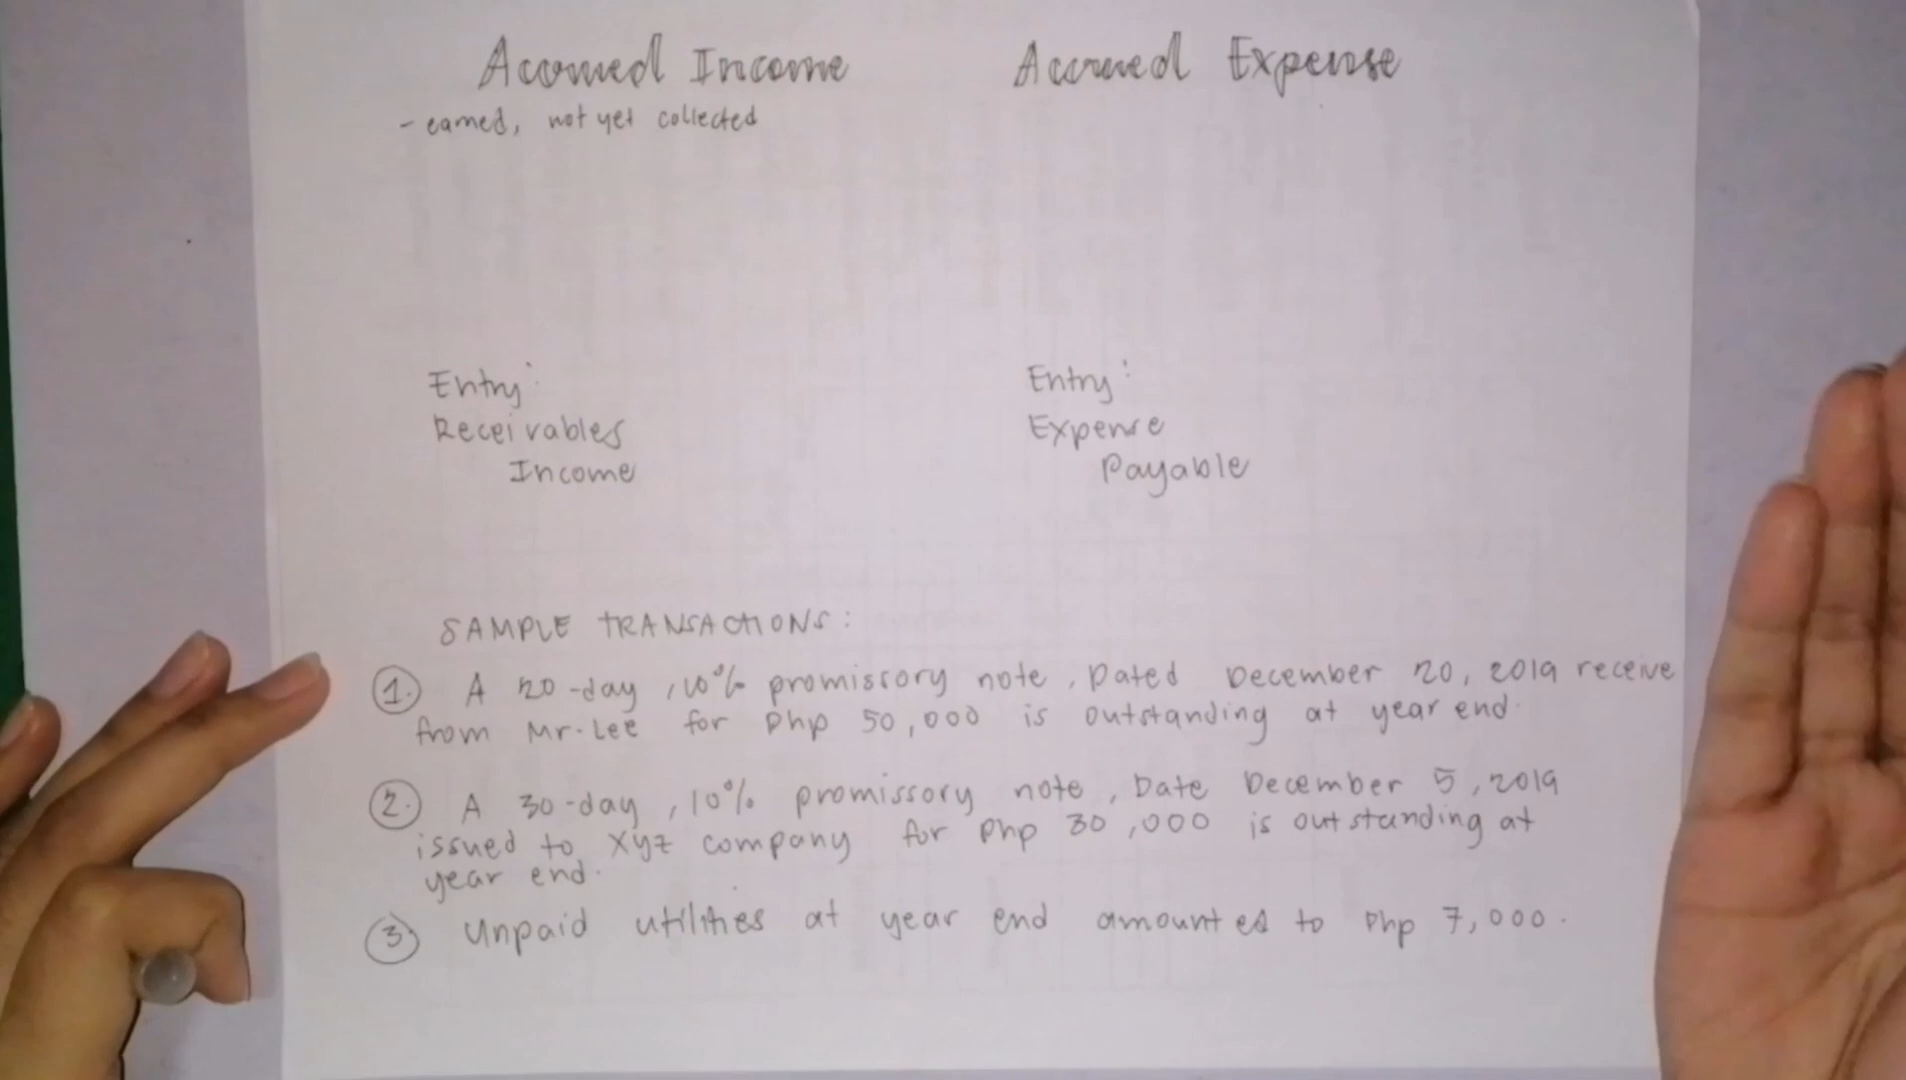 Accrued Income
Accrued Expense
- earned, not yet collected
Entry:
Receivables
Income
Entry:
Expense
Payable
SAMPLE TRANSACTIONS:
1. A 20-day, 10% promissory note, Dated December 20, 2019 receive
from Mr. Lee for Php 50,000 is outstanding at year end.
2. A 30-day, 10% promissory note, Date December 5, 2019
issued to XYZ company for Php 30,000 is outstanding at
year end.
3. Unpaid utilities at year end amounted to Php 7,000.